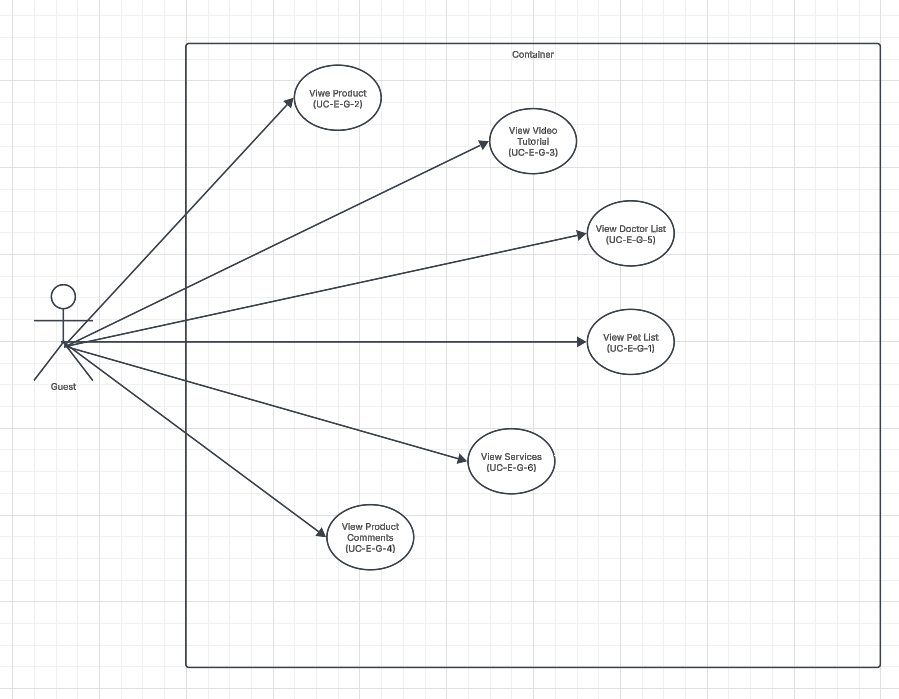 Container
Viwe Product
(UC-E-G-2)
View Video
Tutorial
(UC-E-G-3)
View Doctor List
(UC-E-G-5)
View Pet List
(UC-E-G-1)
Guest
View Services
(UC-E-G-6)
View Product
Comments
(UC-E-G-4)